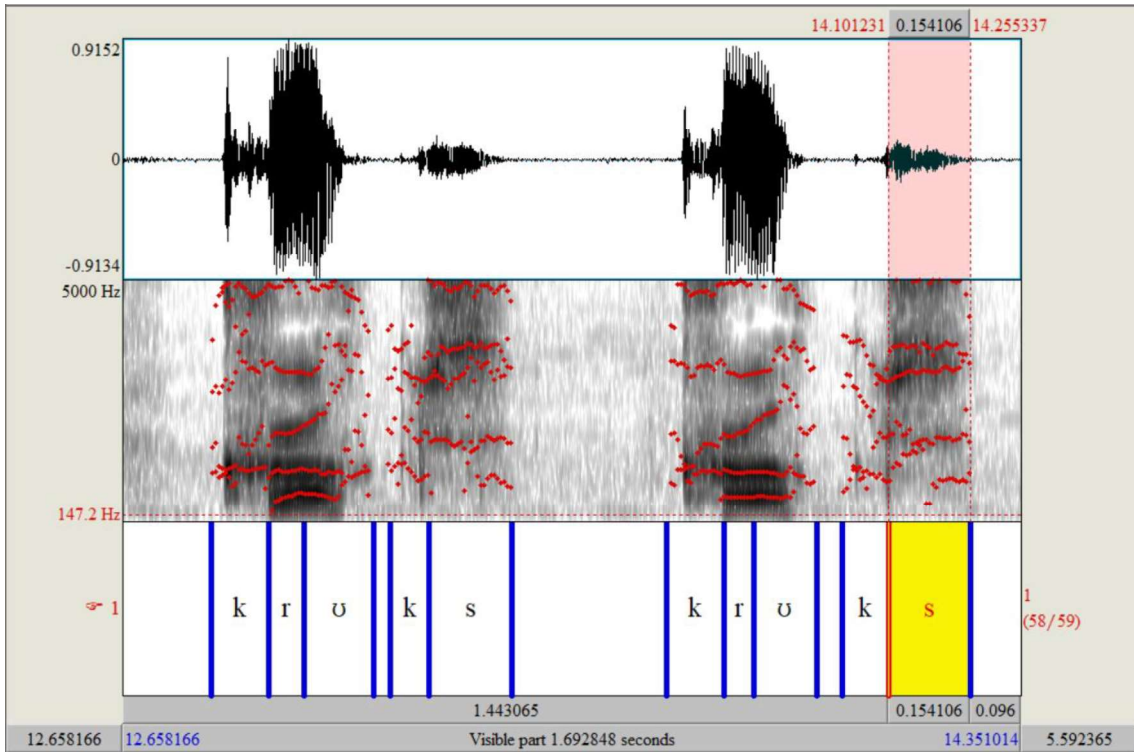 14.101231 0.154106 14.255337
0.9152
0
-0.9134
5000 Hz
147.2 Hz
☞ 1 k r ʊ k s k r ʊ k s 1
(58/59)
1.443065 0.154106 0.096
12.658166 12.658166 Visible part 1.692848 seconds 14.351014 5.592365